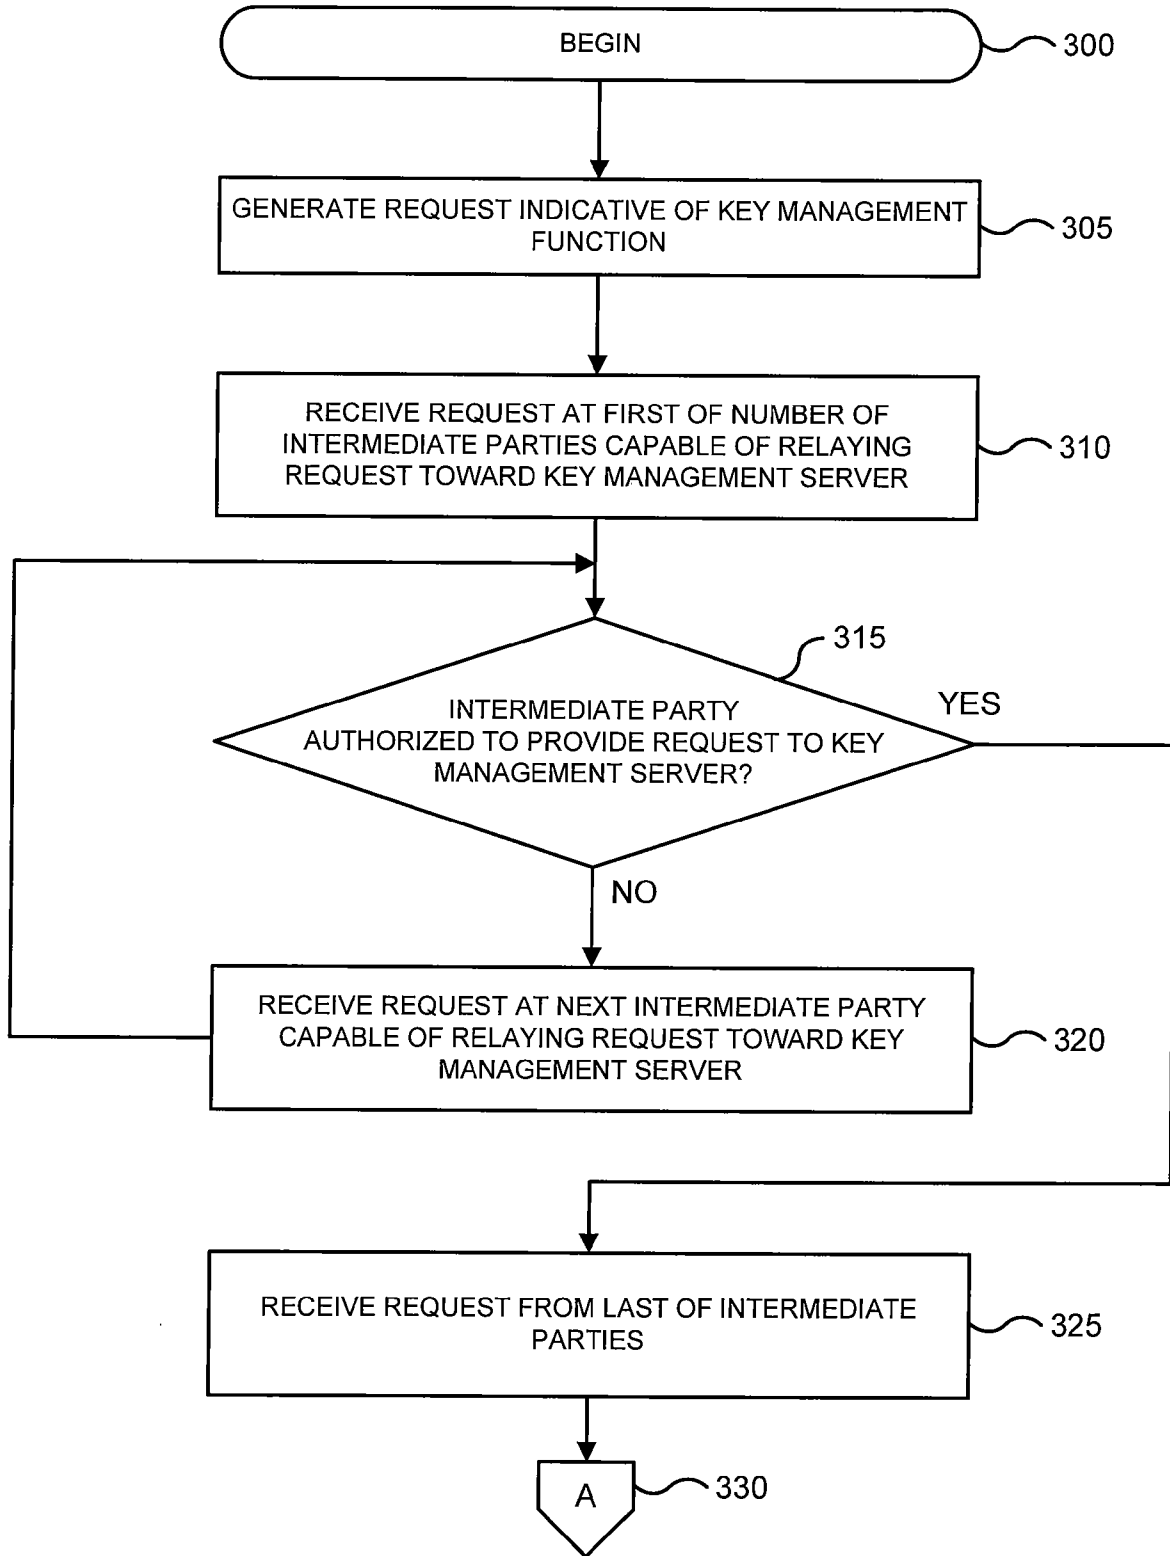 BEGIN
300
GENERATE REQUEST INDICATIVE OF KEY MANAGEMENT
FUNCTION
305
RECEIVE REQUEST AT FIRST OF NUMBER OF
INTERMEDIATE PARTIES CAPABLE OF RELAYING
REQUEST TOWARD KEY MANAGEMENT SERVER
310
315
INTERMEDIATE PARTY
AUTHORIZED TO PROVIDE REQUEST TO KEY
MANAGEMENT SERVER?
YES
NO
RECEIVE REQUEST AT NEXT INTERMEDIATE PARTY
CAPABLE OF RELAYING REQUEST TOWARD KEY
MANAGEMENT SERVER
320
RECEIVE REQUEST FROM LAST OF INTERMEDIATE
PARTIES
325
A
330